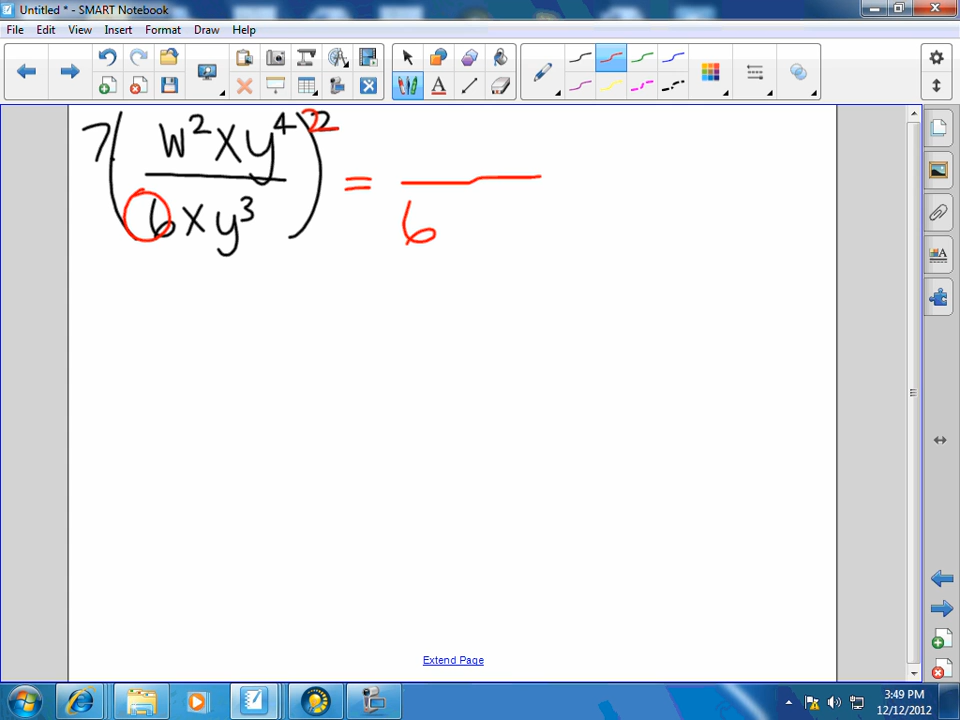 Untitled * - SMART Notebook
File Edit View Insert Format Draw Help
7. (w²xy⁴ / 6xy³)² = — / 6
Extend Page
3:49 PM
12/12/2012